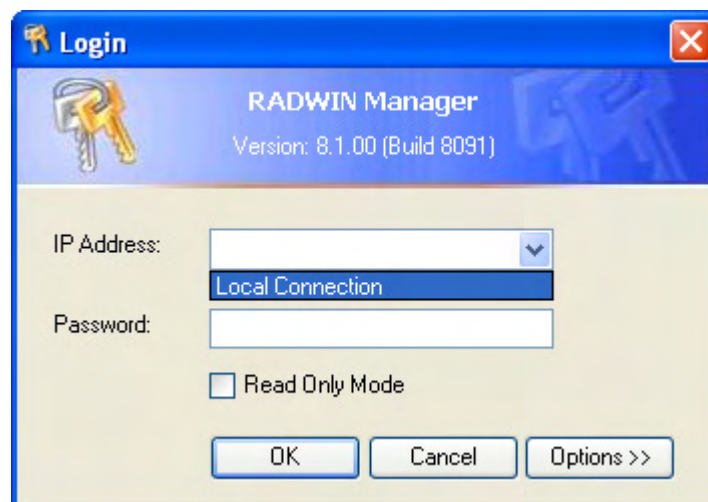 Login
RADWIN Manager
Version: 8.1.00 (Build 8091)
IP Address:
Local Connection
Password:
Read Only Mode
OK Cancel Options >>